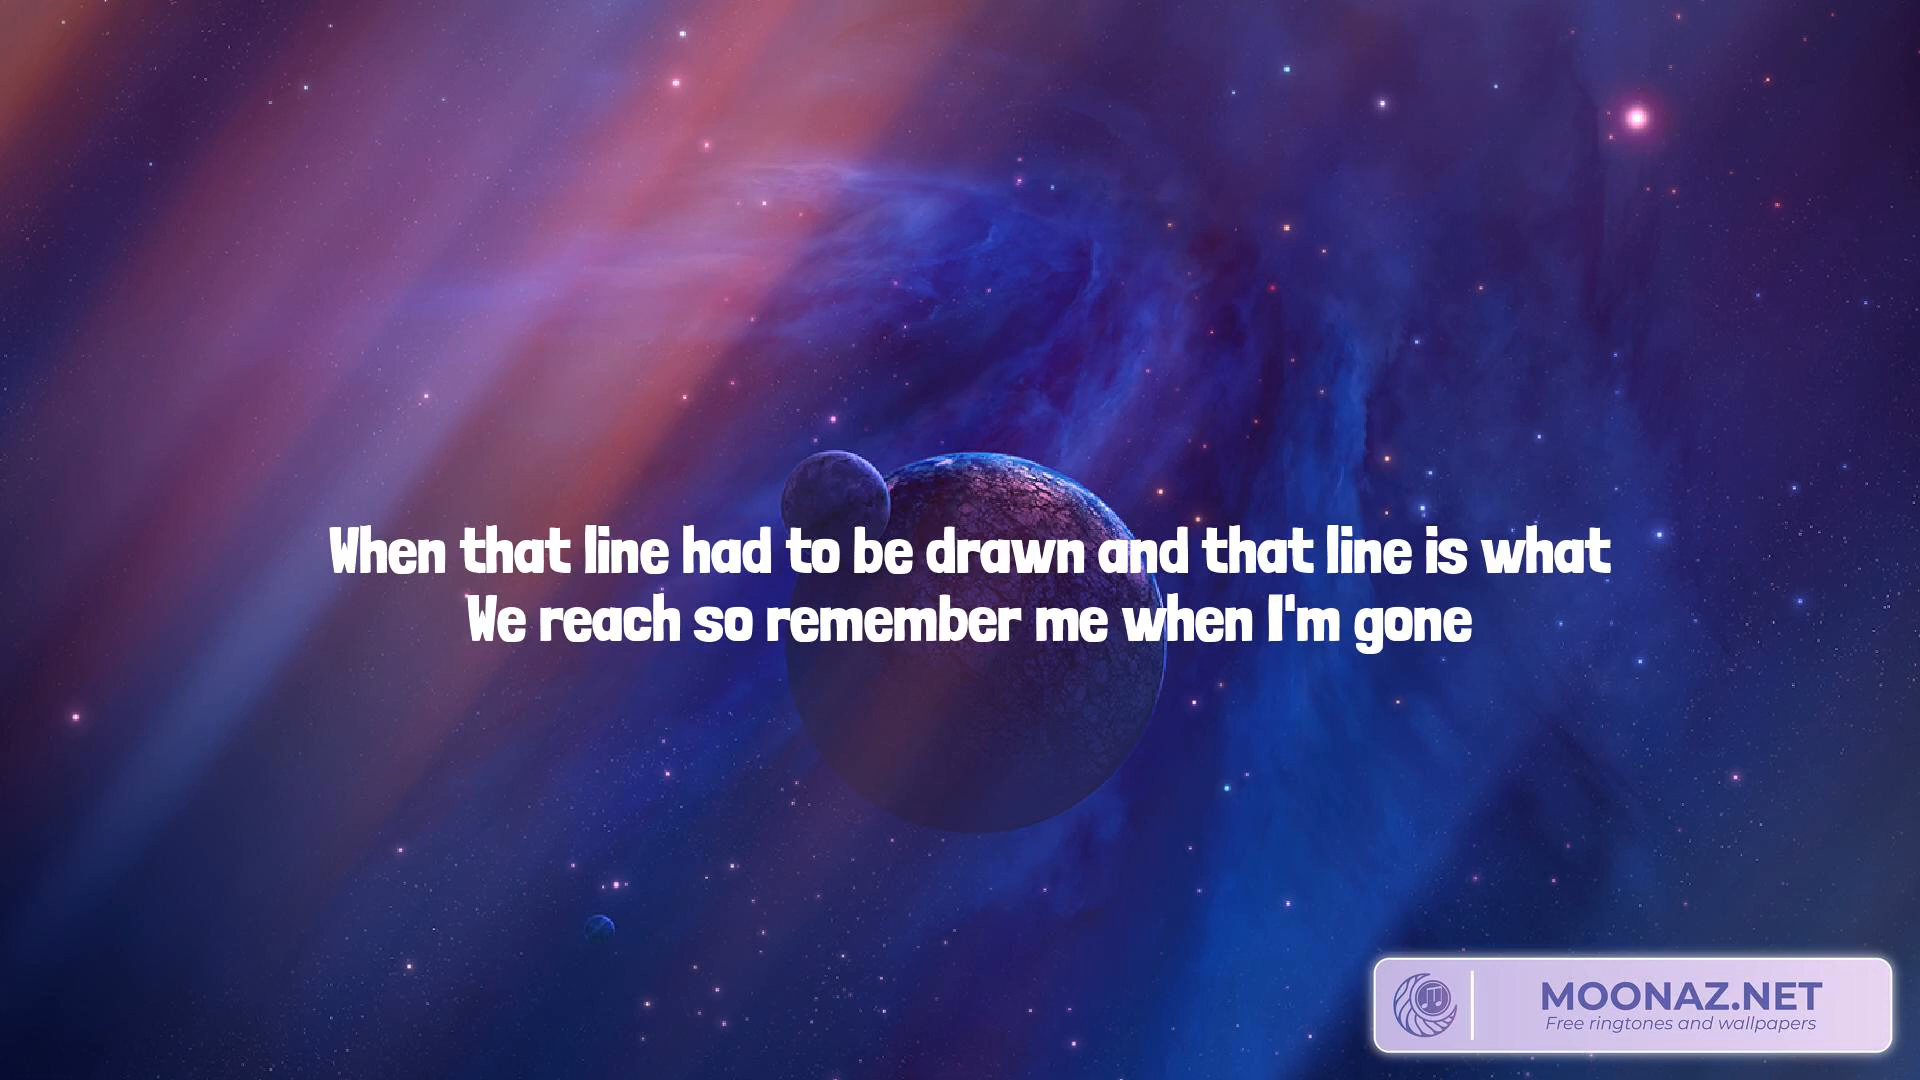 When that line had to be drawn and that line is what
We reach so remember me when I'm gone
MOONAZ.NET
Free ringtones and wallpapers